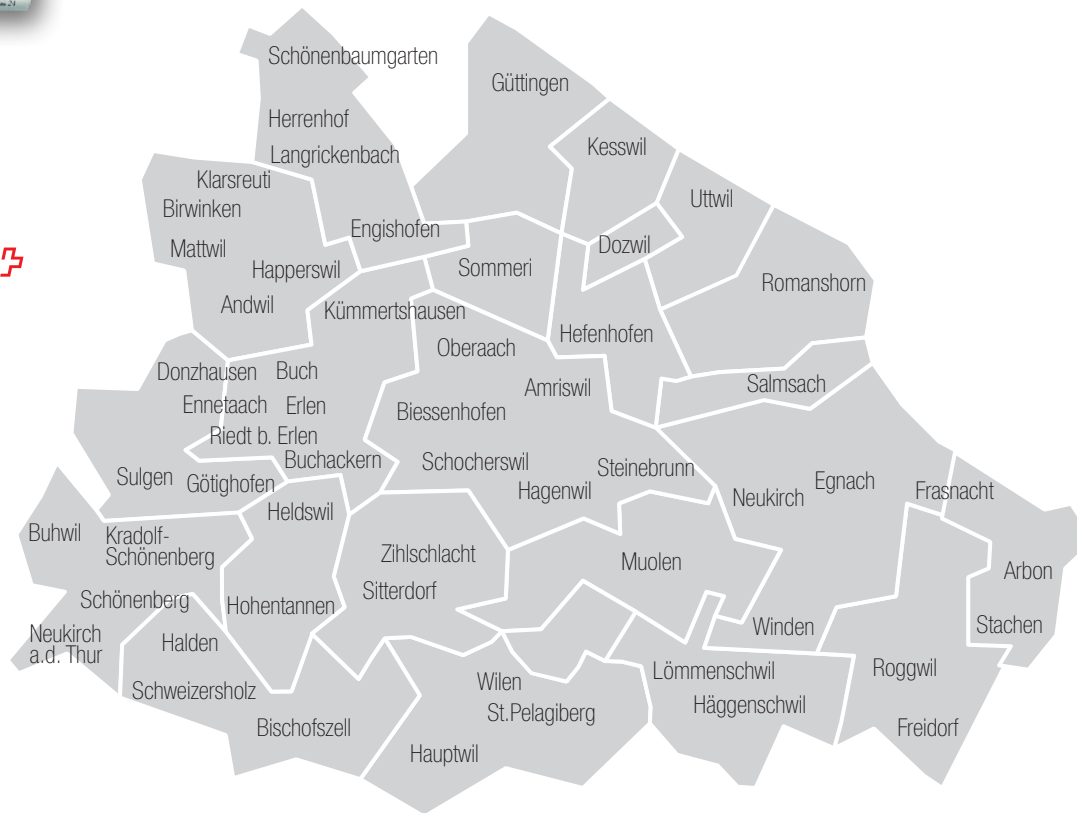 Schönenbaumgarten
Güttingen
Herrenhof
Kesswil
Langrickenbach
Klarsreuti
Uttwil
Birwinken
Engishofen
Dozwil
Mattwil
Happerswil
Sommeri
Romanshorn
Andwil
Kümmertshausen
Hefenhofen
Oberaach
Donzhausen
Buch
Salmsach
Amriswil
Ennetaach
Erlen
Biessenhofen
Riedt b. Erlen
Buchackern
Schocherswil
Steinebrunn
Sulgen
Götighofen
Hagenwil
Neukirch
Egnach
Frasnacht
Heldswil
Buhwil
Kradolf-
Schönenberg
Zihlschlacht
Muolen
Arbon
Sitterdorf
Schönenberg
Hohentannen
Neukirch
a.d. Thur
Halden
Winden
Stachen
Roggwil
Lömmenschwil
Wilen
Schweizersholz
Häggenschwil
St.Pelagiberg
Bischofszell
Freidorf
Hauptwil